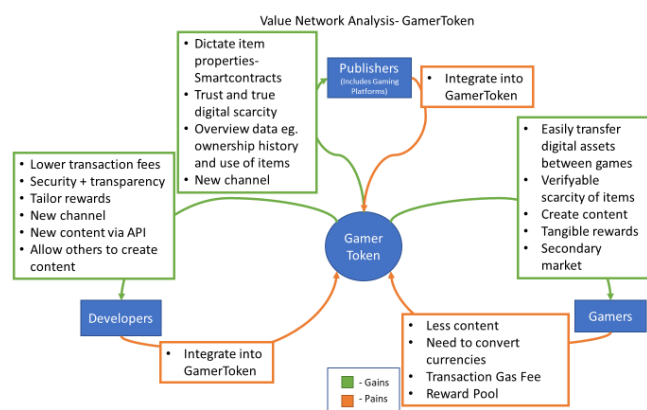 Value Network Analysis- GamerToken
• Dictate item
properties-
Smartcontracts
• Trust and true
digital scarcity
• Overview data eg.
ownership history
and use of items
• New channel
Publishers
(Includes Gaming
Platforms)
• Integrate into
GamerToken
• Lower transaction fees
• Security + transparency
• Tailor rewards
• New channel
• New content via API
• Allow others to create
content
• Easily transfer
digital assets
between games
• Verifyable
scarcity of items
• Create content
• Tangible rewards
• Secondary
market
Gamer
Token
Developers
• Integrate into
GamerToken
• Less content
• Need to convert
currencies
• Transaction Gas Fee
• Reward Pool
Gamers
- Gains
- Pains